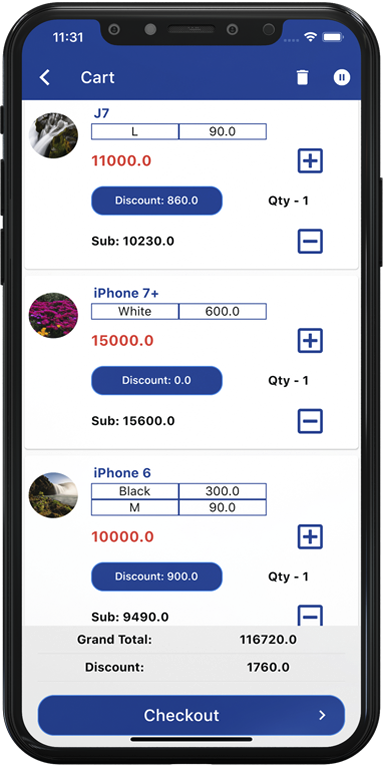 11:31
Cart
J7
L 90.0
11000.0
Discount: 860.0 Qty - 1
Sub: 10230.0
iPhone 7+
White 600.0
15000.0
Discount: 0.0 Qty - 1
Sub: 15600.0
iPhone 6
Black 300.0
M 90.0
10000.0
Discount: 900.0 Qty - 1
Sub: 9490.0
Grand Total: 116720.0
Discount: 1760.0
Checkout